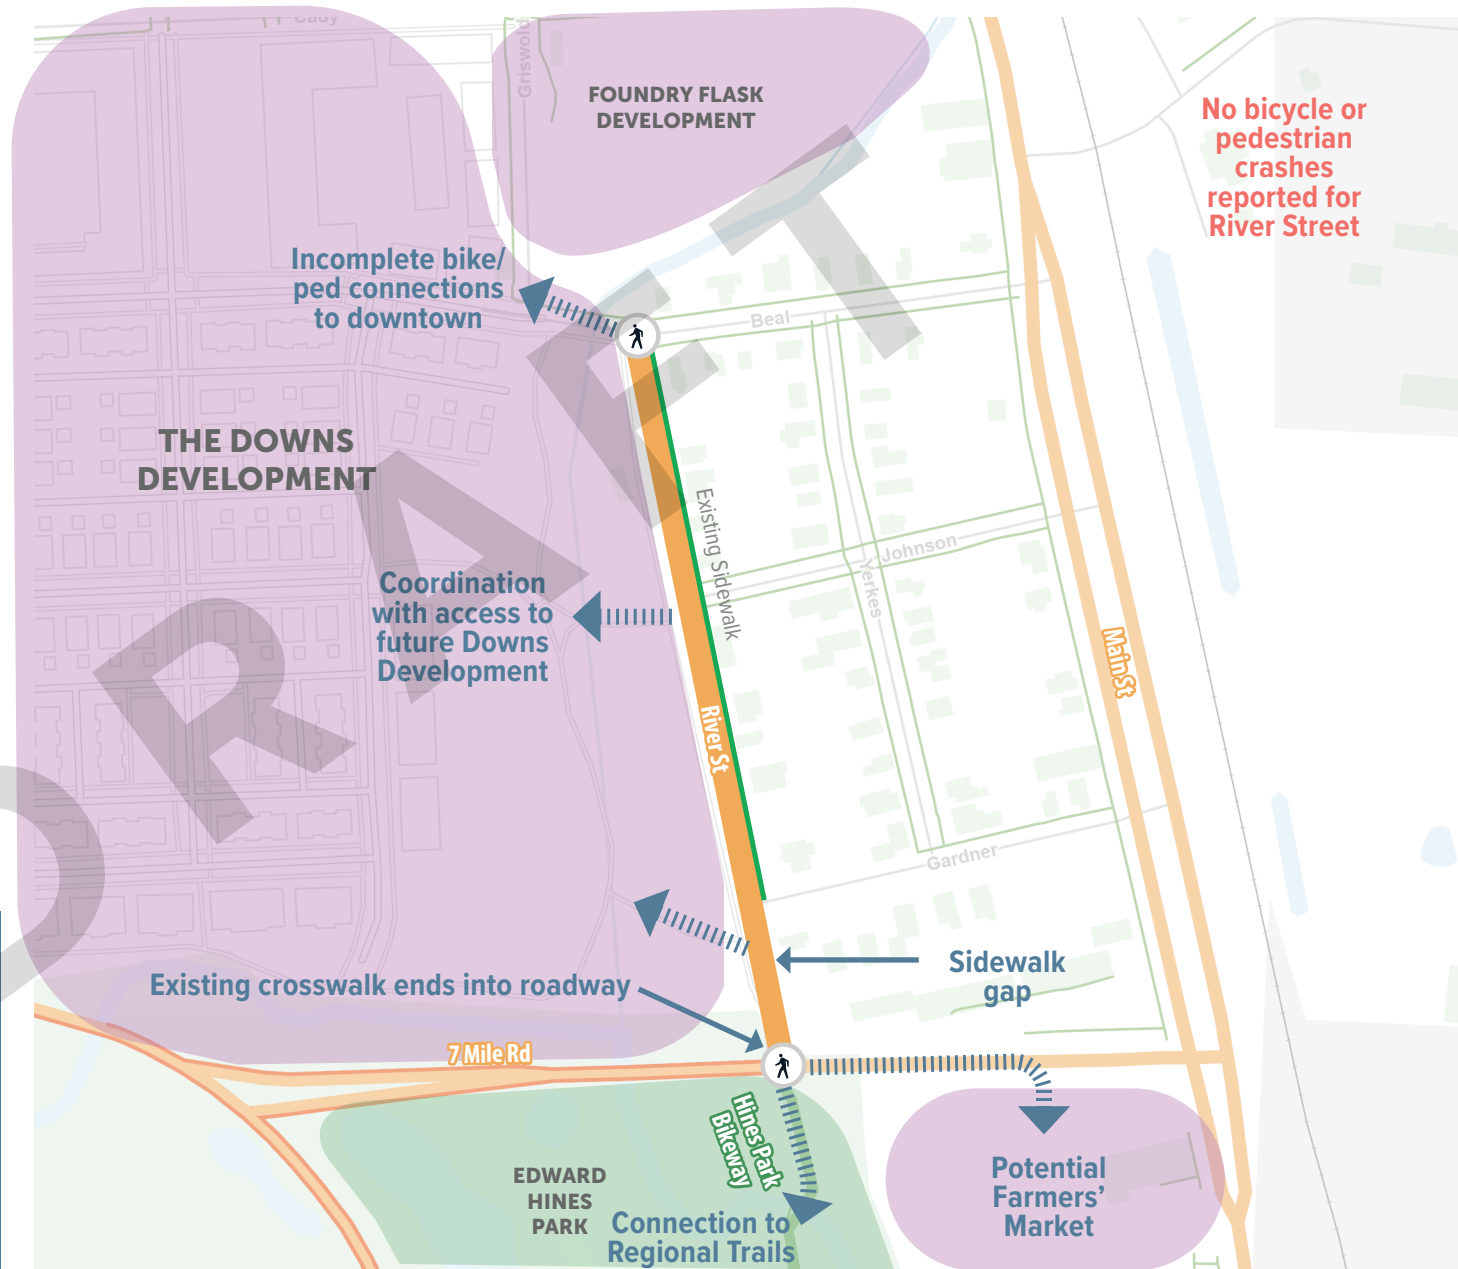 Cady
Griswold
FOUNDRY FLASK
DEVELOPMENT
No bicycle or
pedestrian
crashes
reported for
River Street
Incomplete bike/
ped connections
to downtown
Beal
THE DOWNS
DEVELOPMENT
Existing Sidewalk
Johnson
Yerkes
Coordination
with access to
future Downs
Development
Main St
River St
Gardner
Sidewalk
gap
Existing crosswalk ends into roadway
7 Mile Rd
Hines Park
Bikeway
EDWARD
HINES
PARK
Connection to
Regional Trails
Potential
Farmers’
Market
DRAFT